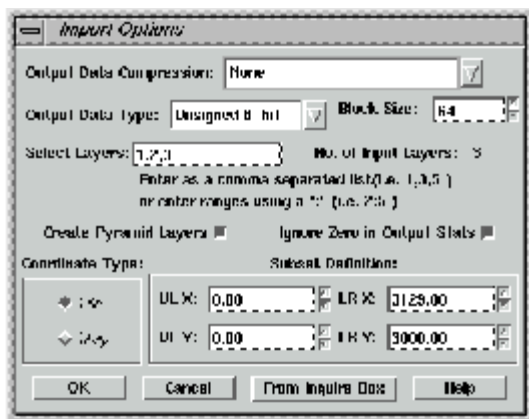 Import Options
Output Data Compression: None
Output Data Type: Unsigned 8 bit Block Size: 64
Select Layers: 1,2,3 No. of Input Layers: 3
Enter as a comma separated list(i.e. 1,3,5 )
or enter ranges using a ":" (i.e. 2:5 )
Create Pyramid Layers Ignore Zero in Output Stats
Coordinate Type: Subset Definition:
UL X: 0.00 LR X: 3129.00
UL Y: 0.00 LR Y: 3000.00
OK Cancel From Inquire Box Help